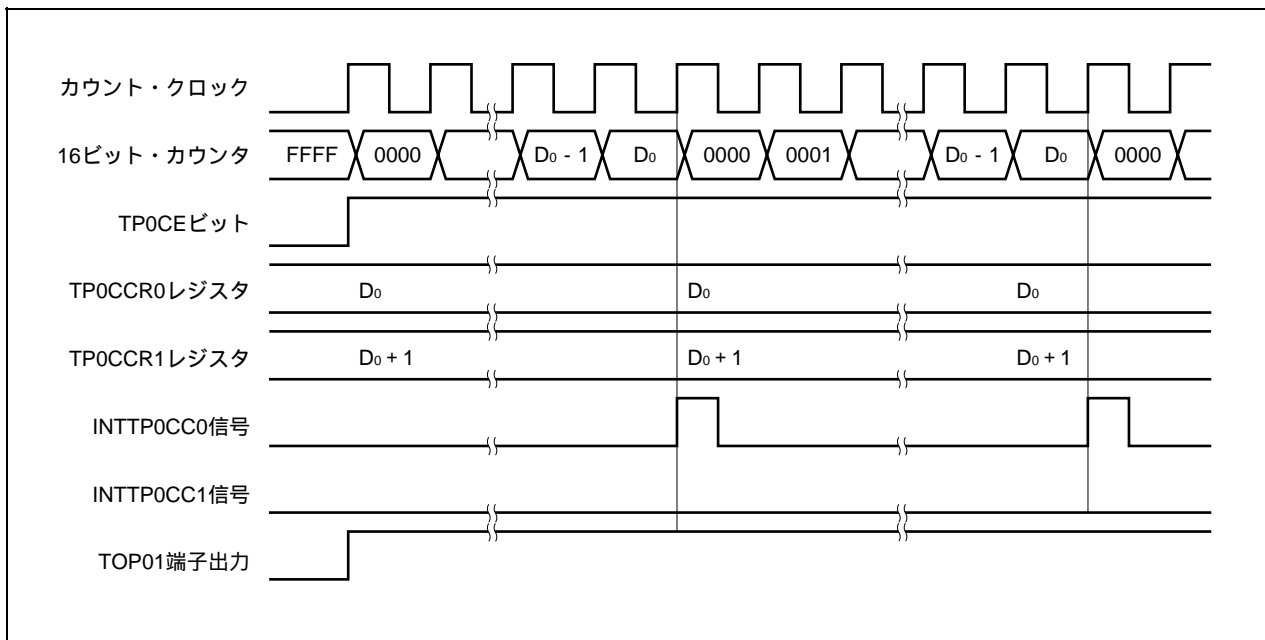 カウント・クロック
16ビット・カウンタ FFFF 0000 D₀ - 1 D₀ 0000 0001 D₀ - 1 D₀ 0000
TP0CEビット
TP0CCR0レジスタ D₀ D₀ D₀
TP0CCR1レジスタ D₀ + 1 D₀ + 1 D₀ + 1
INTTP0CC0信号
INTTP0CC1信号
TOP01端子出力